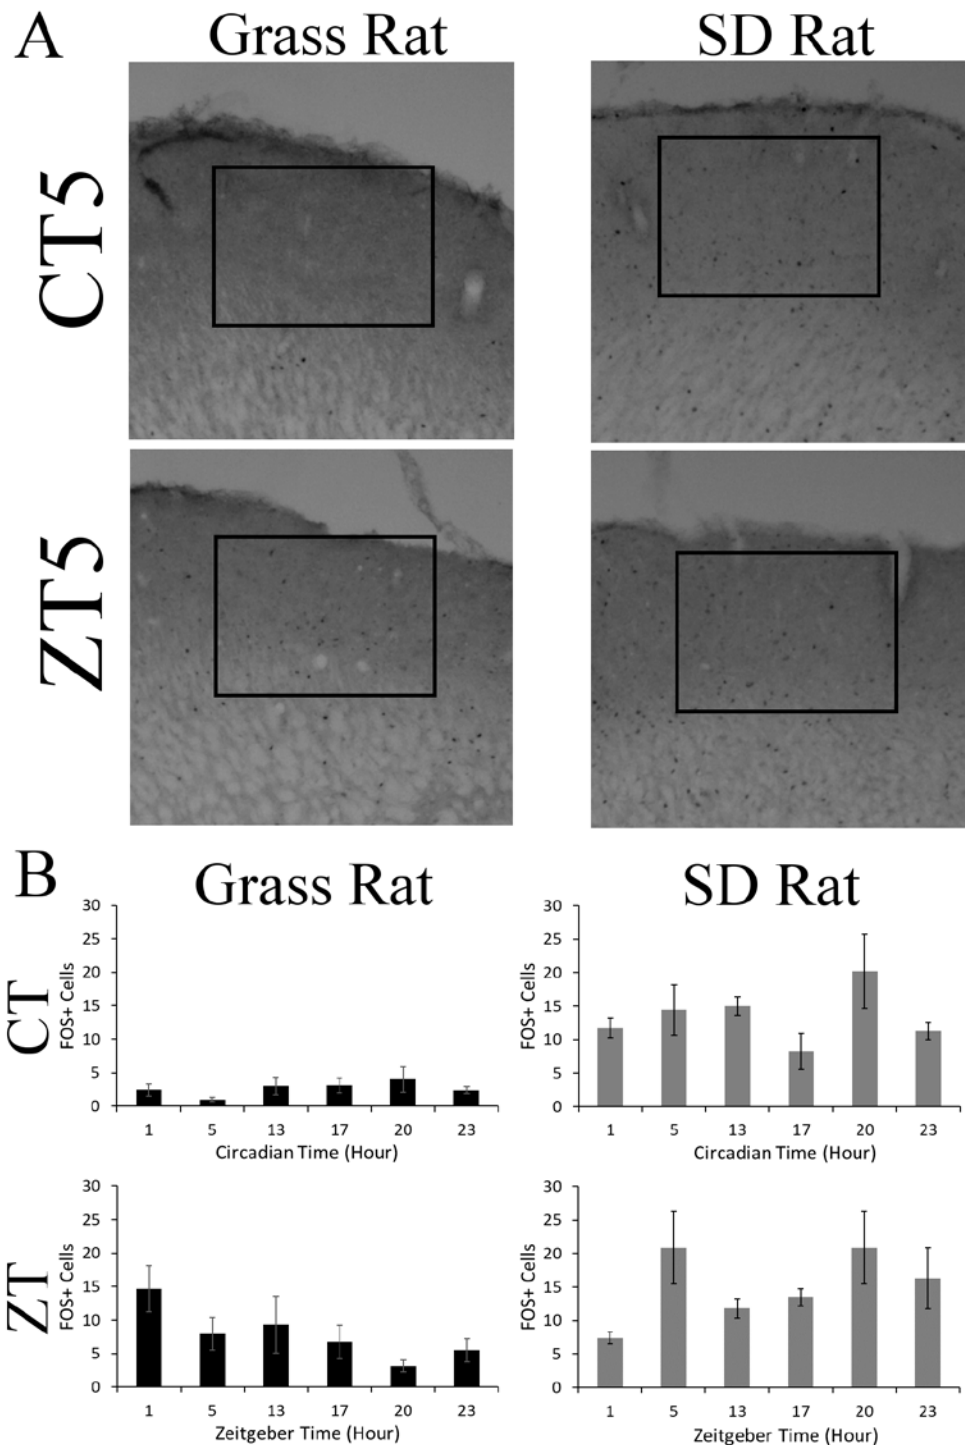 A
Grass Rat
SD Rat
CT5
ZT5
B
Grass Rat
SD Rat
CT
FOS+ Cells
30
25
20
15
10
5
0
1 5 13 17 20 23
Circadian Time (Hour)
FOS+ Cells
30
25
20
15
10
5
0
1 5 13 17 20 23
Circadian Time (Hour)
ZT
FOS+ Cells
30
25
20
15
10
5
0
1 5 13 17 20 23
Zeitgeber Time (Hour)
FOS+ Cells
30
25
20
15
10
5
0
1 5 13 17 20 23
Zeitgeber Time (Hour)